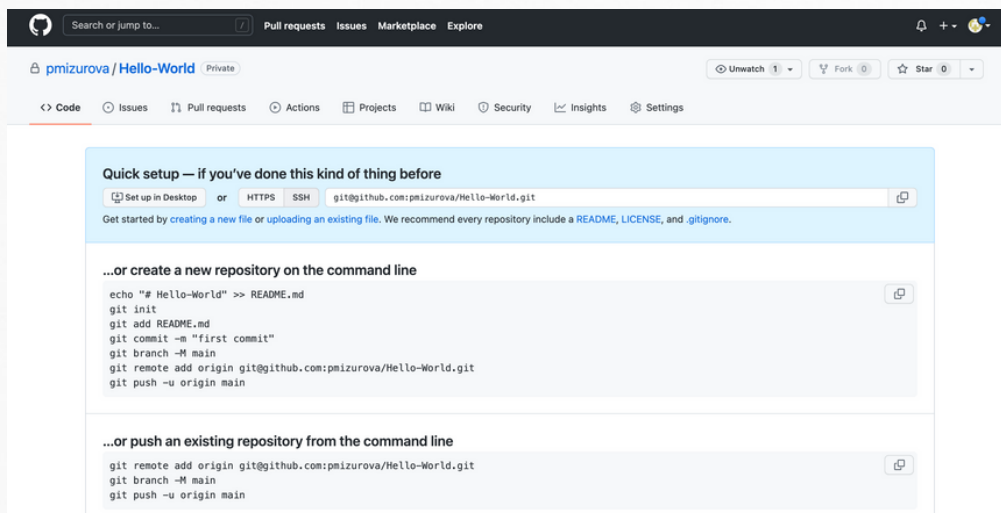 Search or jump to... / Pull requests Issues Marketplace Explore
pmizurova / Hello-World Private Unwatch 1 Fork 0 Star 0
Code Issues Pull requests Actions Projects Wiki Security Insights Settings
Quick setup — if you've done this kind of thing before
Set up in Desktop or HTTPS SSH git@github.com:pmizurova/Hello-World.git
Get started by creating a new file or uploading an existing file. We recommend every repository include a README, LICENSE, and .gitignore.
...or create a new repository on the command line
echo "# Hello-World" >> README.md
git init
git add README.md
git commit -m "first commit"
git branch -M main
git remote add origin git@github.com:pmizurova/Hello-World.git
git push -u origin main
...or push an existing repository from the command line
git remote add origin git@github.com:pmizurova/Hello-World.git
git branch -M main
git push -u origin main